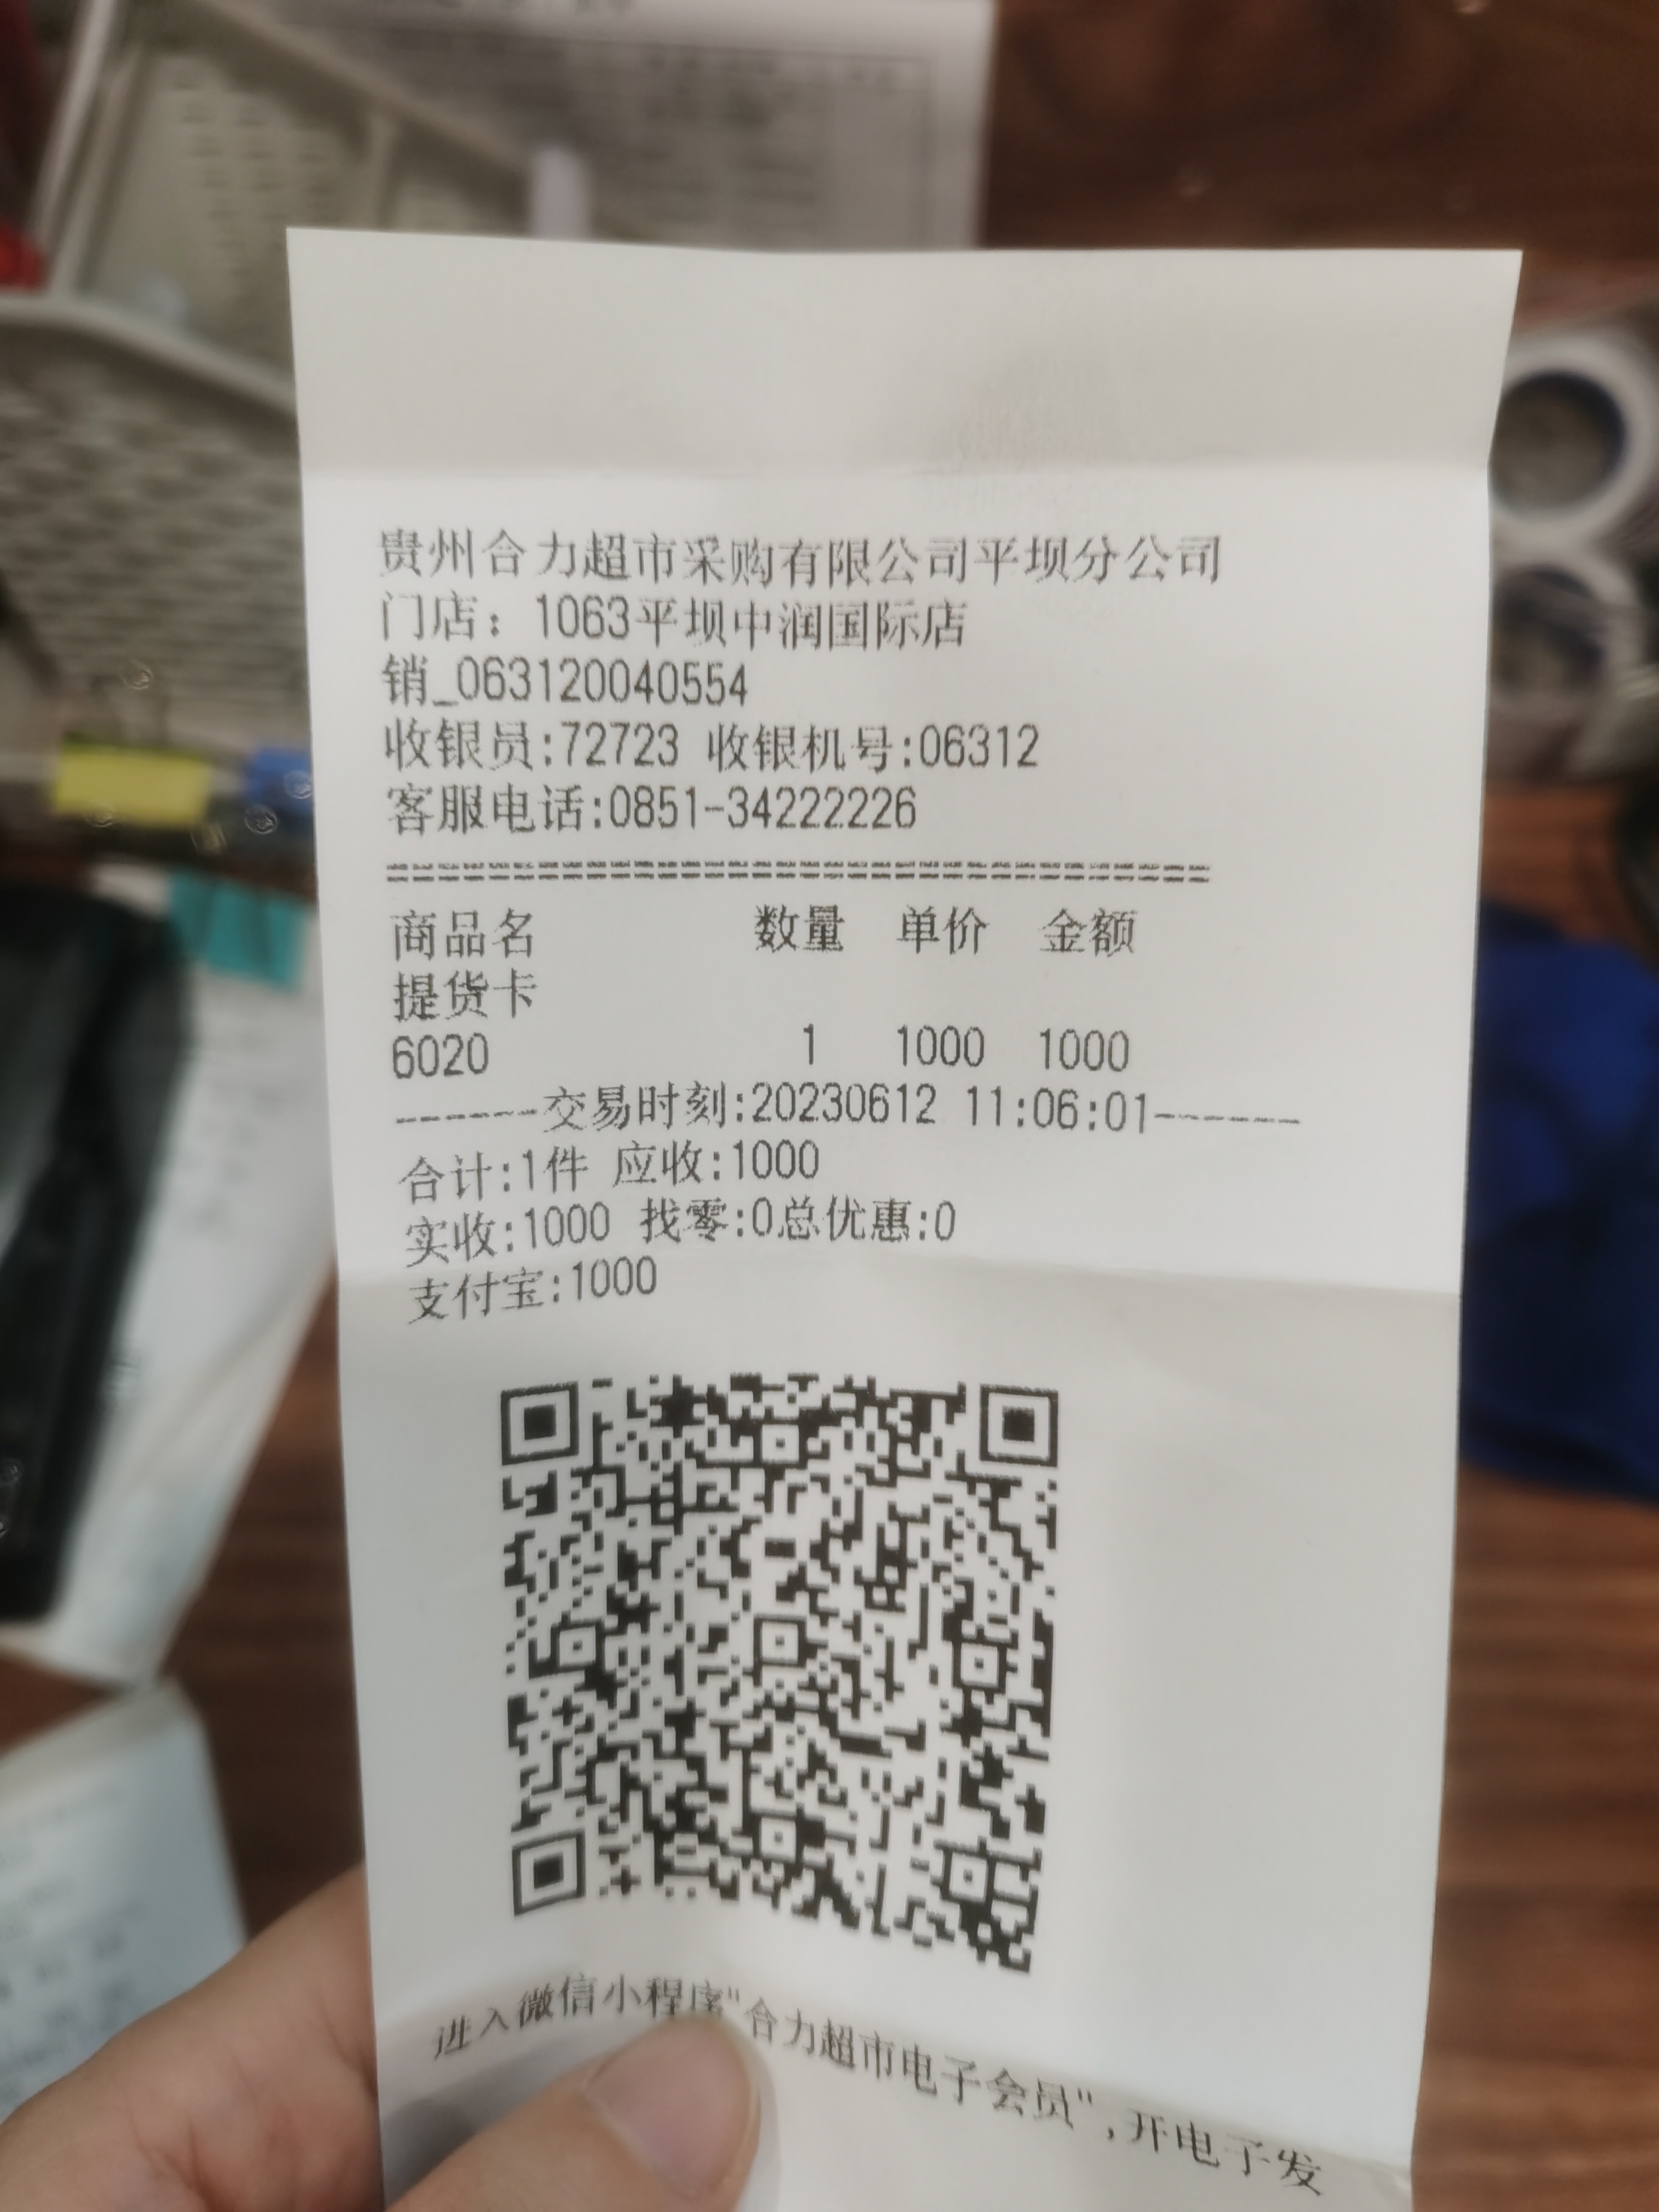 贵州合力超市采购有限公司平坝分公司
门店：1063平坝中润国际店
销_063120040554
收银员:72723 收银机号:06312
客服电话:0851-34222226
==================================
商品名 数量 单价 金额
提货卡
6020 1 1000 1000
------交易时刻:20230612 11:06:01------
合计:1件 应收:1000
实收:1000 找零:0总优惠:0
支付宝:1000
进入微信小程序"合力超市电子会员",开电子发